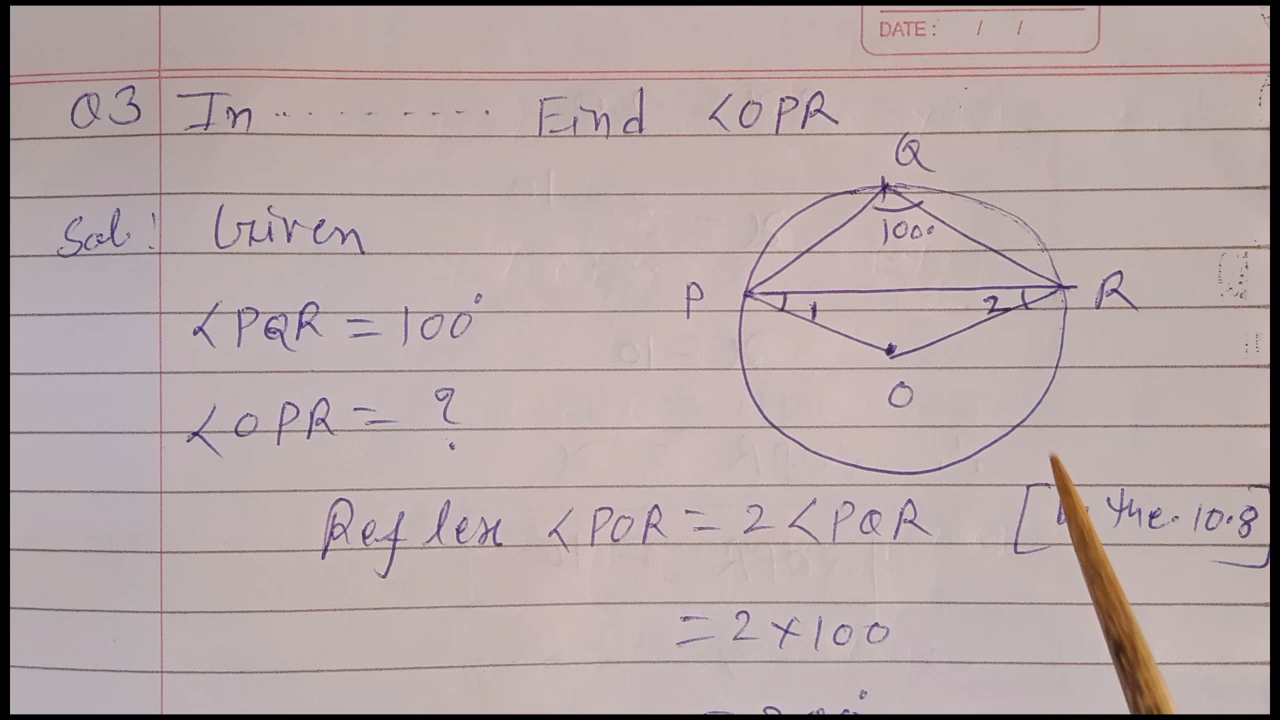 DATE: / /
Q3 In .......... Find ∠OPR
Q
Sol: Given
100°
P
1
2
R
∠PQR = 100°
O
∠OPR = ?
Reflex ∠POR = 2∠PQR [ the. 10.8]
= 2×100